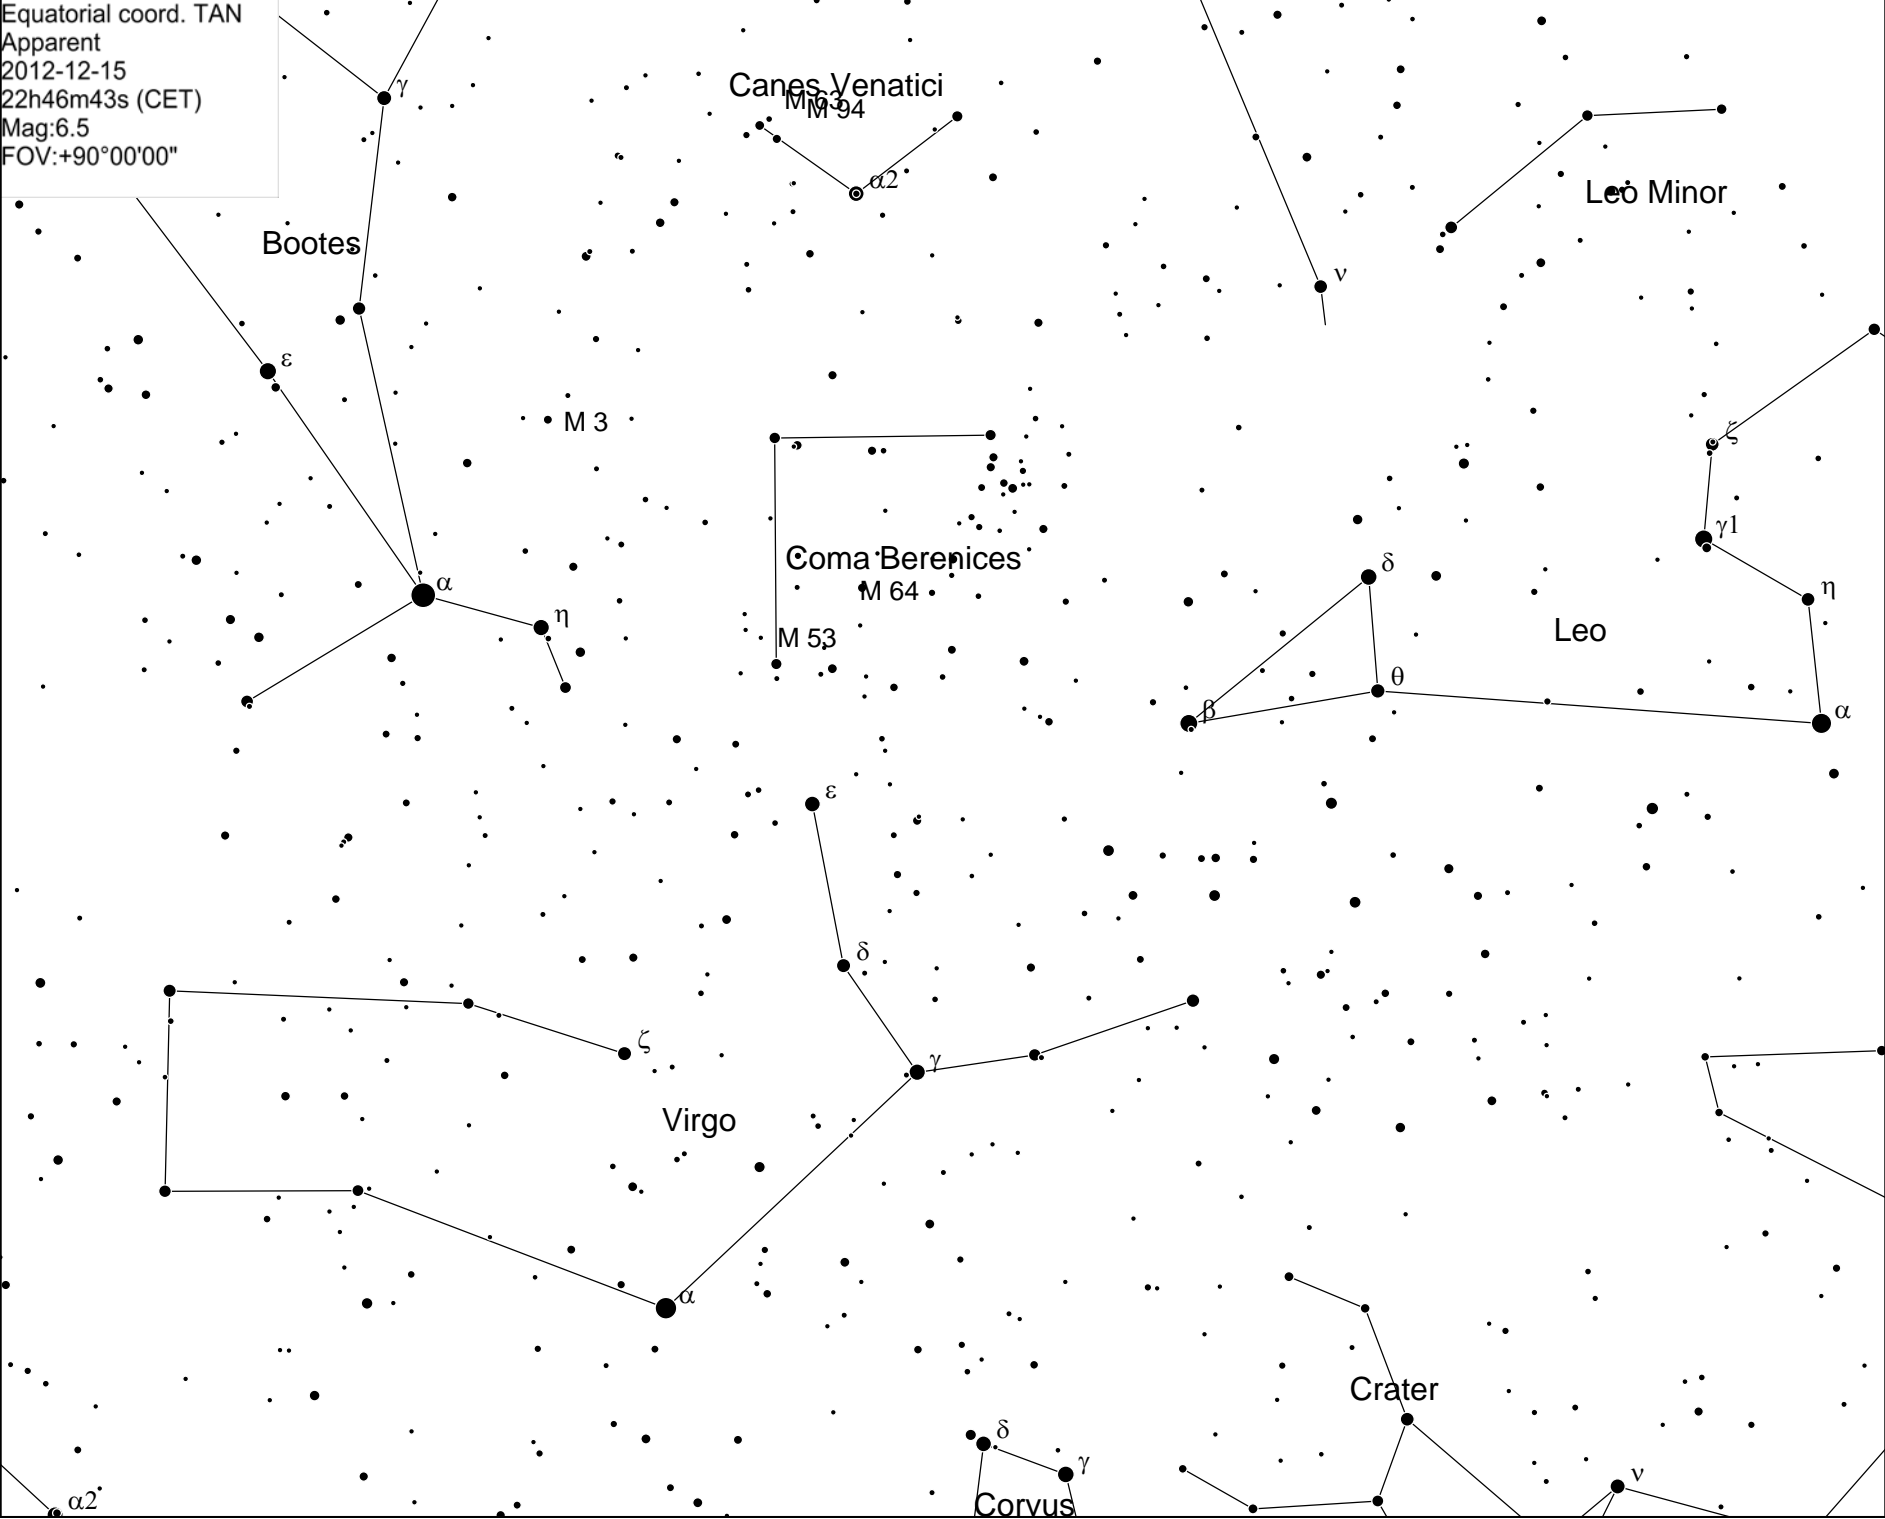 Equatorial coord. TAN
Apparent
2012-12-15
22h46m43s (CET)
Mag:6.5
FOV:+90°00'00"
γ
Canes Venatici
M 63
M 94
α2
Leo Minor
Bootes
ν
ε
M 3
ζ
γ1
Coma Berenices
δ
α
M 64
η
η
Leo
M 53
θ
β
α
ε
δ
ζ
γ
Virgo
α
Crater
δ
γ
ν
α2
Corvus